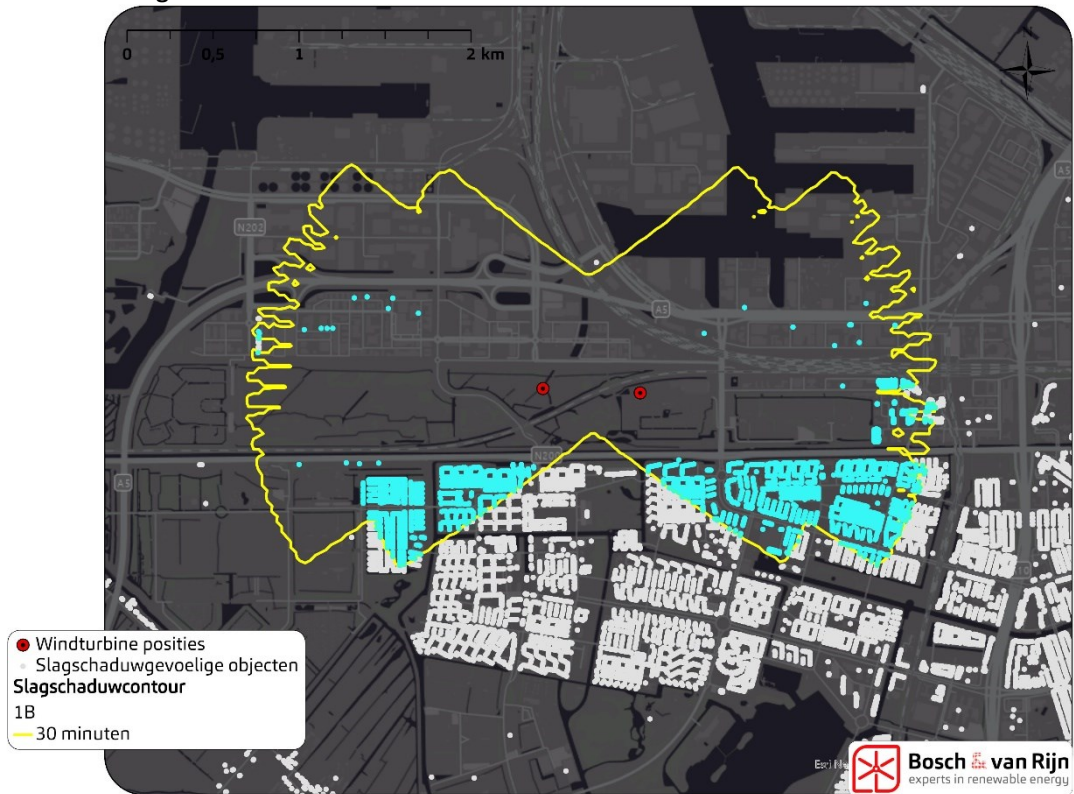 0 0,5 1 2 km
A5
N202
A5
N200
A5
Windturbine posities
Slagschaduwgevoelige objecten
Slagschaduwcontour
1B
30 minuten
Bosch & van Rijn
experts in renewable energy